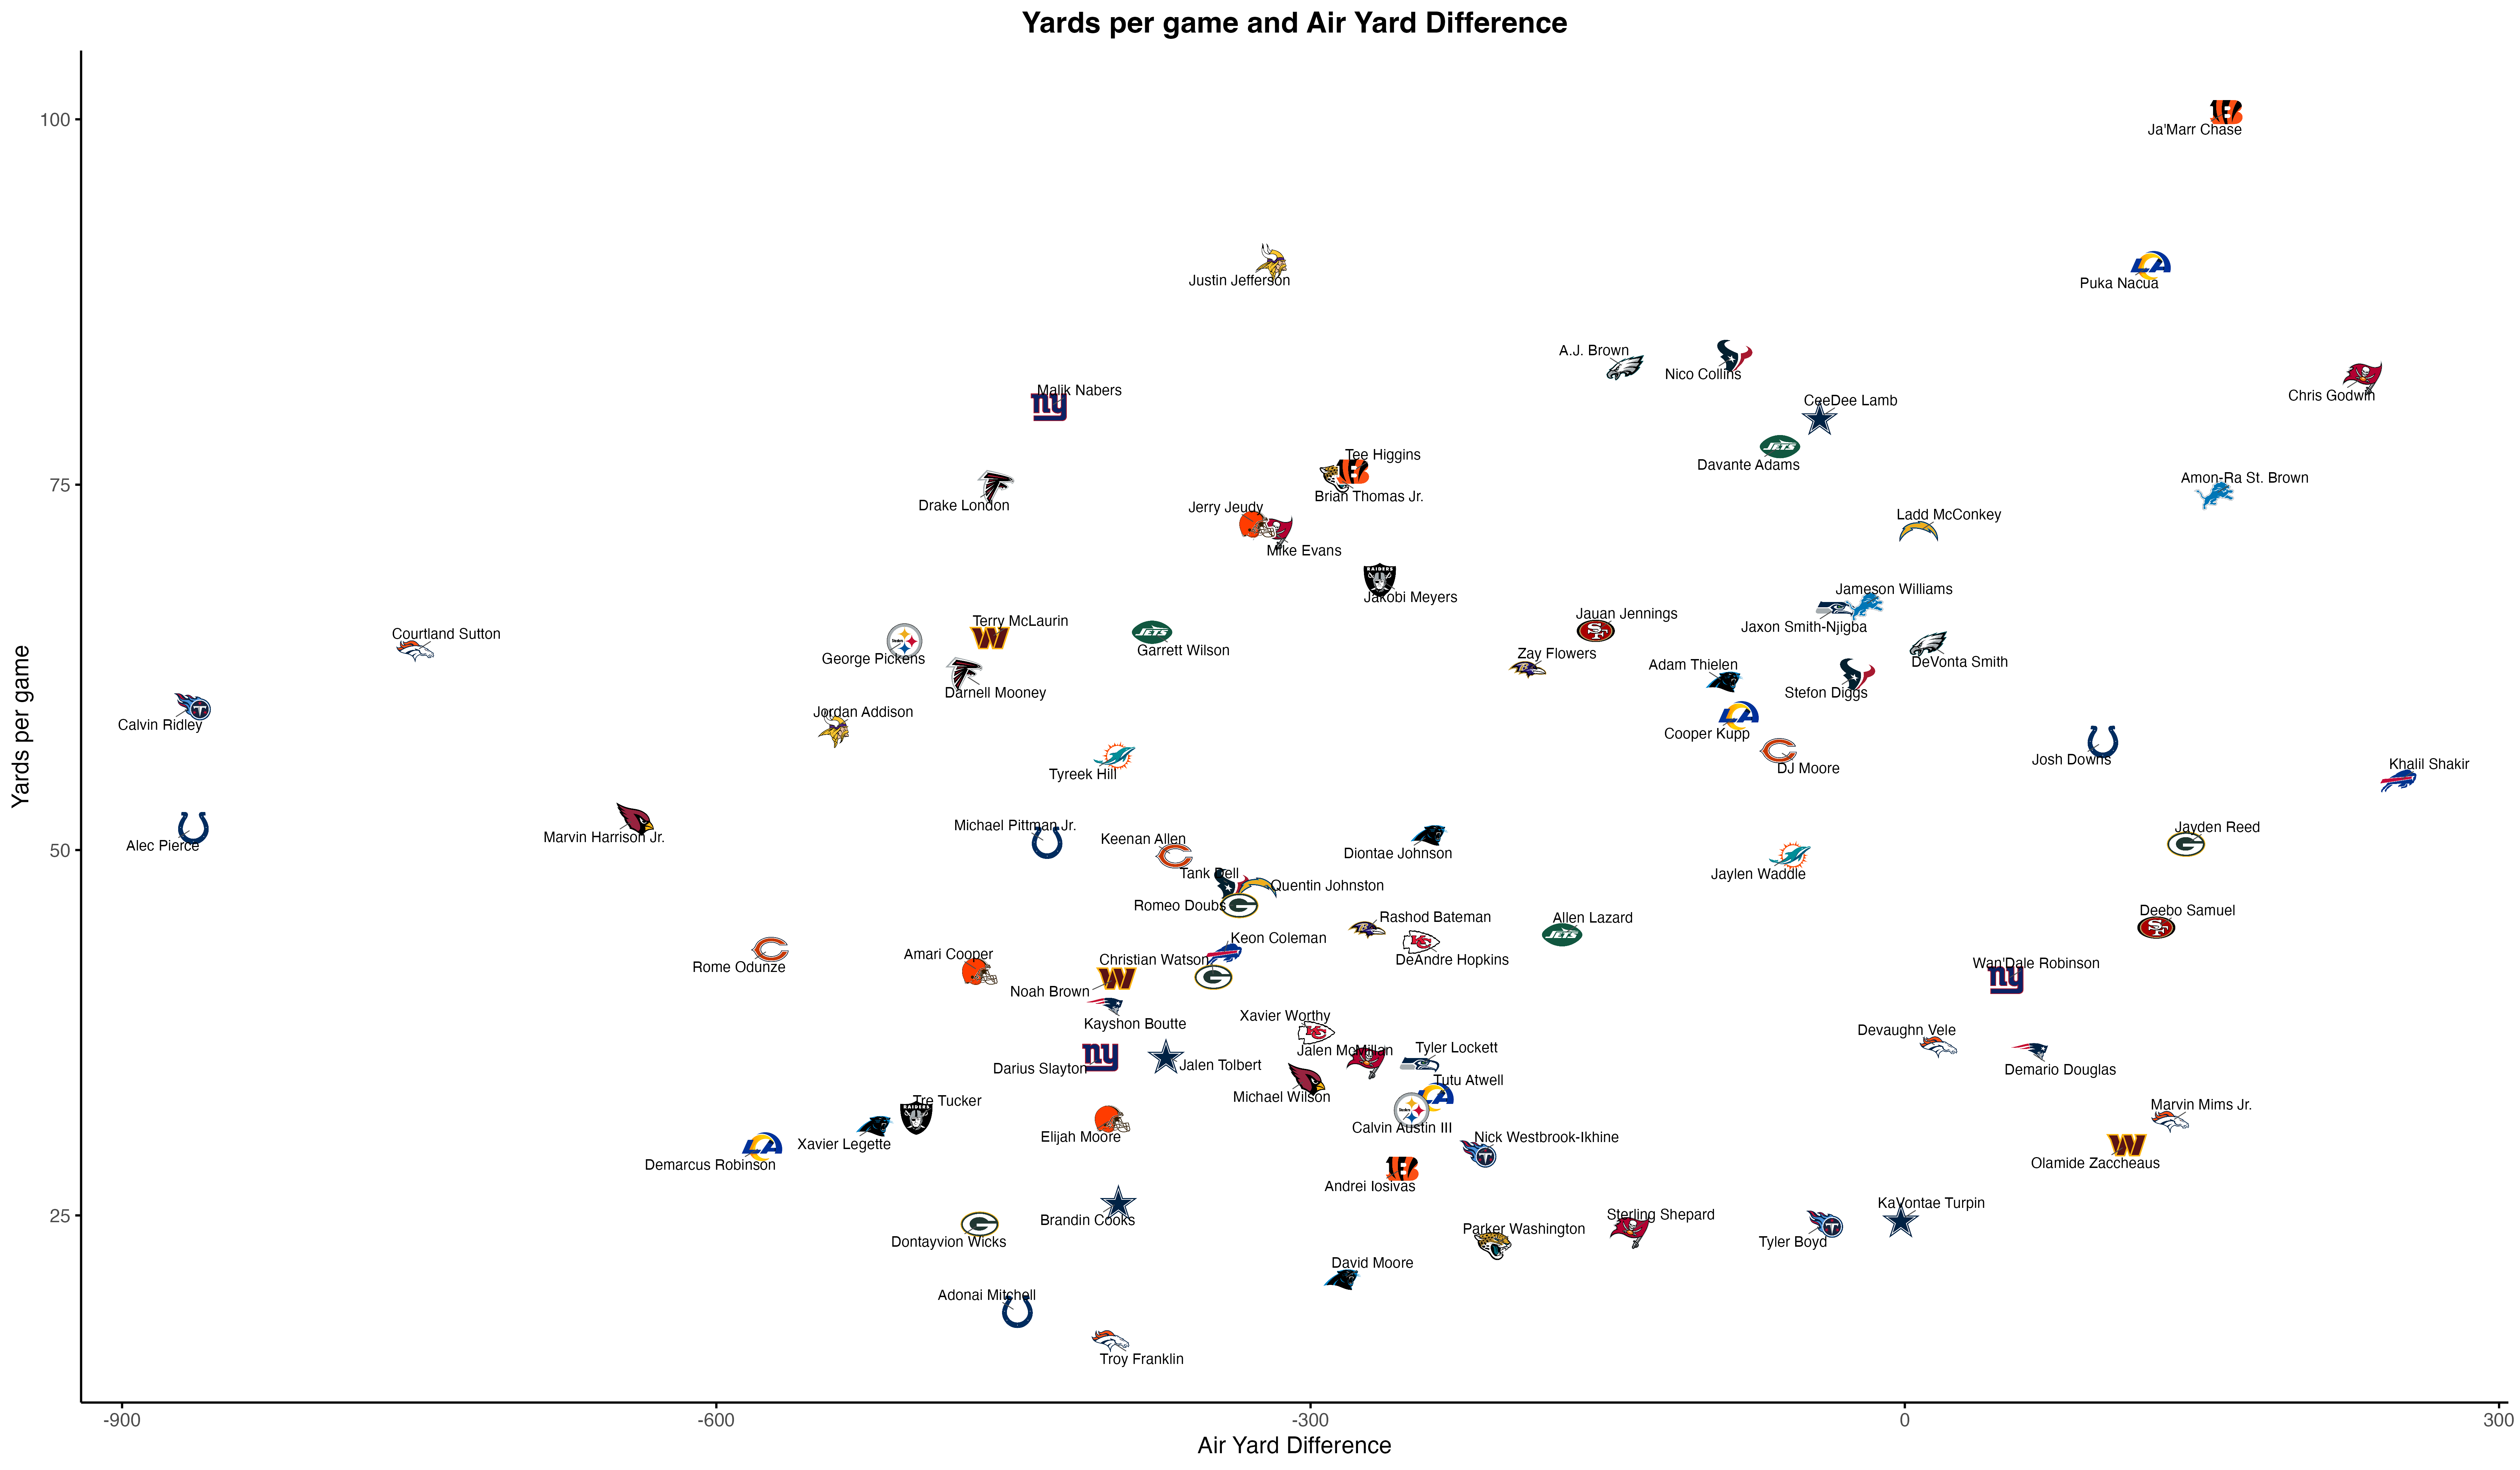 Yards per game and Air Yard Difference
100
Ja'Marr Chase
Justin Jefferson
Puka Nacua
A.J. Brown
Nico Collins
Malik Nabers
Chris Godwin
CeeDee Lamb
Tee Higgins
Davante Adams
75
Amon-Ra St. Brown
Brian Thomas Jr.
Drake London
Jerry Jeudy
Ladd McConkey
Mike Evans
Jakobi Meyers
Jameson Williams
Jauan Jennings
Terry McLaurin
Jaxon Smith-Njigba
Courtland Sutton
Garrett Wilson
Zay Flowers
George Pickens
DeVonta Smith
Adam Thielen
Darnell Mooney
Stefon Diggs
Jordan Addison
Calvin Ridley
Cooper Kupp
Josh Downs
Khalil Shakir
DJ Moore
Tyreek Hill
Michael Pittman Jr.
Jayden Reed
Marvin Harrison Jr.
Keenan Allen
Alec Pierce
50
Diontae Johnson
Tank Dell
Jaylen Waddle
Quentin Johnston
Romeo Doubs
Deebo Samuel
Rashod Bateman
Allen Lazard
Keon Coleman
Amari Cooper
Christian Watson
DeAndre Hopkins
Wan'Dale Robinson
Rome Odunze
Noah Brown
Xavier Worthy
Kayshon Boutte
Devaughn Vele
Tyler Lockett
Jalen McMillan
Jalen Tolbert
Darius Slayton
Demario Douglas
Tutu Atwell
Michael Wilson
Tre Tucker
Marvin Mims Jr.
Calvin Austin III
Elijah Moore
Nick Westbrook-Ikhine
Xavier Legette
Olamide Zaccheaus
Demarcus Robinson
Andrei Iosivas
KaVontae Turpin
25
Sterling Shepard
Brandin Cooks
Parker Washington
Dontayvion Wicks
Tyler Boyd
David Moore
Adonai Mitchell
Troy Franklin
-900
-600
-300
0
300
Air Yard Difference
Yards per game